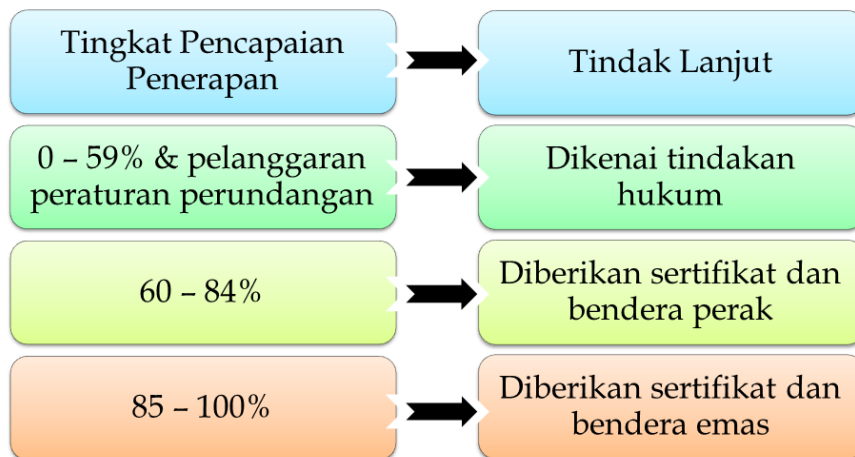 Tingkat Pencapaian
Penerapan
Tindak Lanjut
0 – 59% & pelanggaran
peraturan perundangan
Dikenai tindakan
hukum
60 – 84%
Diberikan sertifikat dan
bendera perak
85 – 100%
Diberikan sertifikat dan
bendera emas